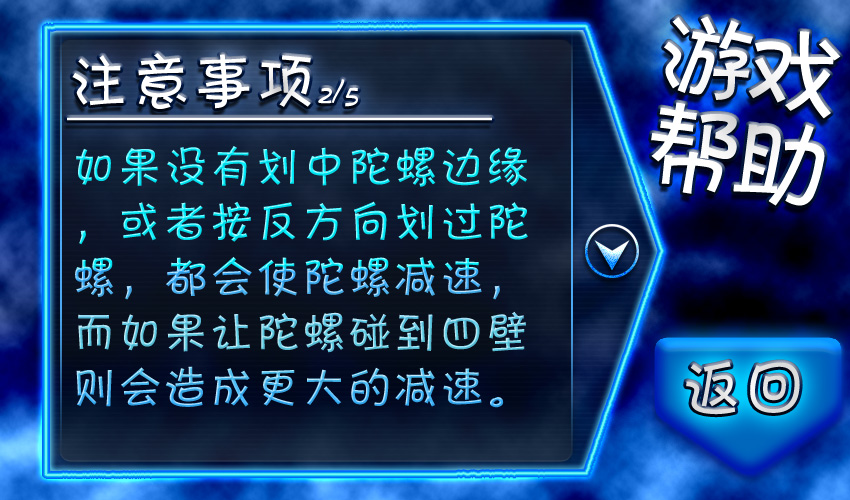 注意事项2/5
如果没有划中陀螺边缘
，或者按反方向划过陀
螺，都会使陀螺减速，
而如果让陀螺碰到四壁
则会造成更大的减速。
游戏
帮助
返回